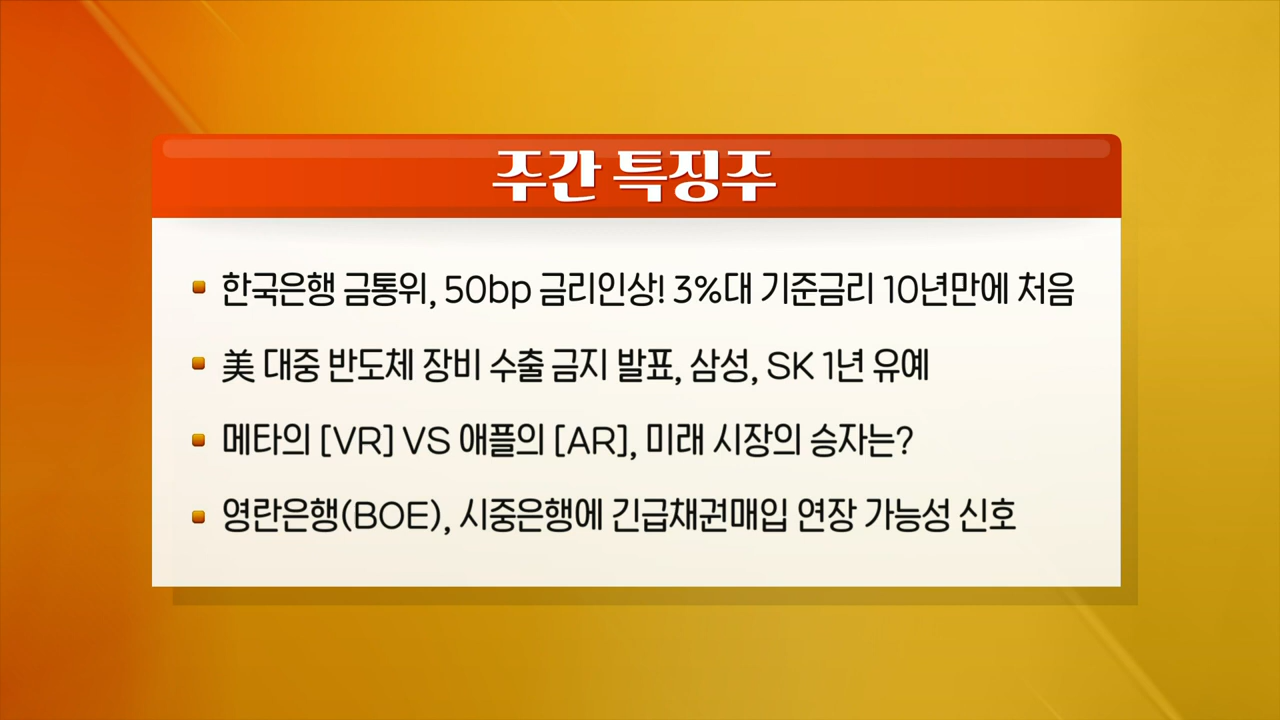 주간 특징주
한국은행 금통위, 50bp 금리인상! 3%대 기준금리 10년만에 처음
美 대중 반도체 장비 수출 금지 발표, 삼성, SK 1년 유예
메타의 [VR] VS 애플의 [AR], 미래 시장의 승자는?
영란은행(BOE), 시중은행에 긴급채권매입 연장 가능성 신호